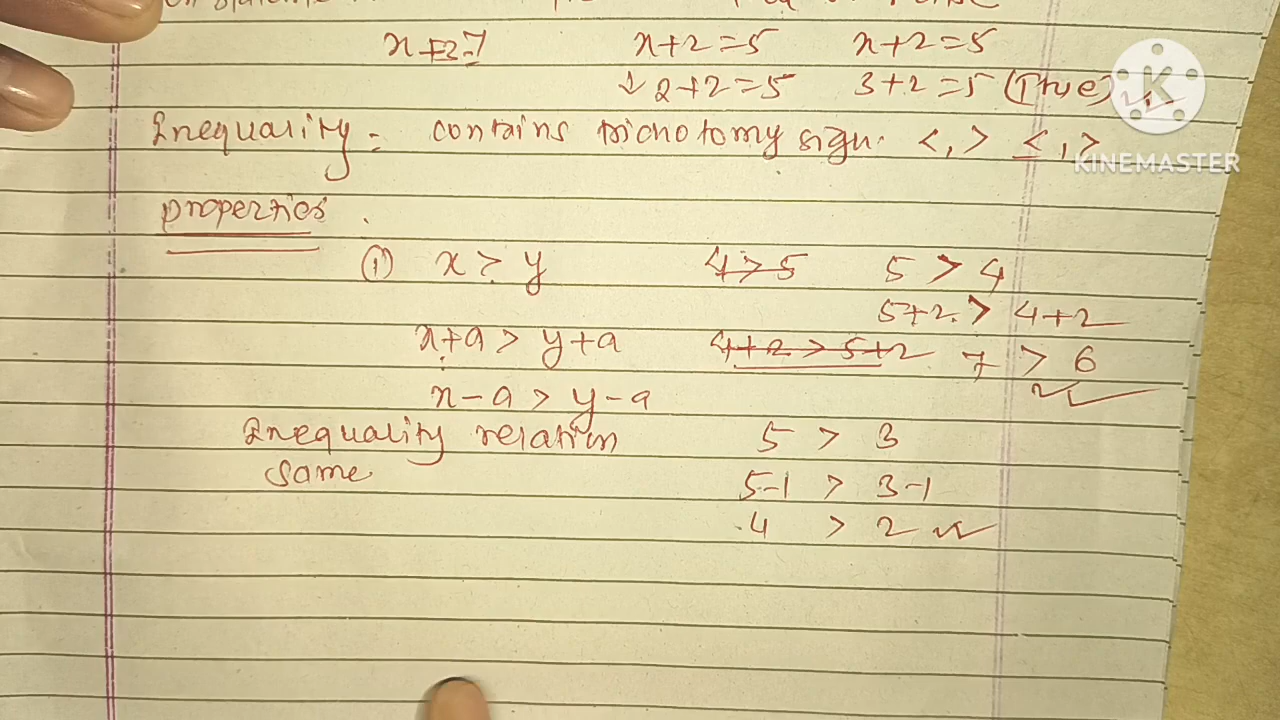 x+2=7 x+2=5 x+2=5
↓ 2+2=5 3+2=5 (True)
Inequality = contains trichotomy sign. <, > ≤, ≥
properties.
① x > y 4>5 5 > 4
5+2 > 4+2
x+a > y+a 4+2 > 5+2 7 > 6
x-a > y-a
Inequality relation 5 > 3
same 5-1 > 3-1
4 > 2
KINEMASTER